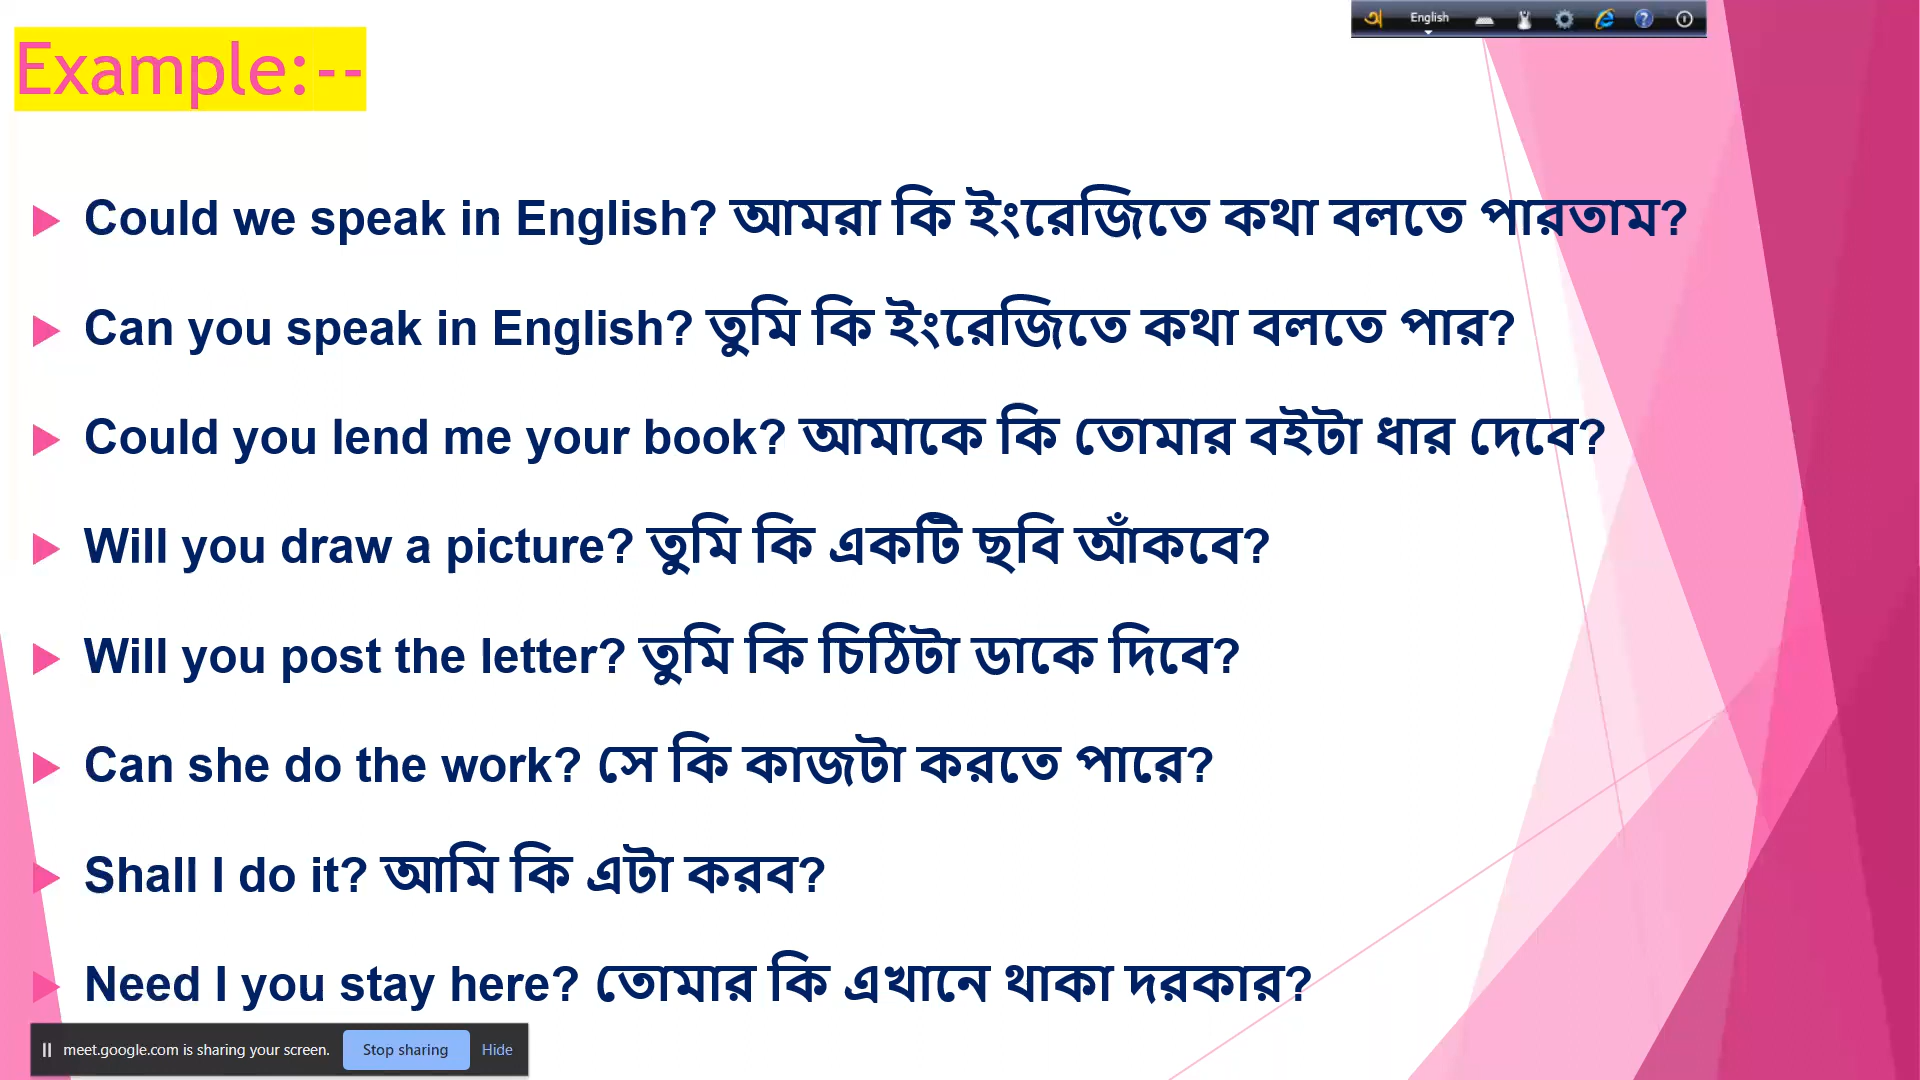 অ English
Example:--
Could we speak in English? আমরা কি ইংরেজিতে কথা বলতে পারতাম?
Can you speak in English? তুমি কি ইংরেজিতে কথা বলতে পার?
Could you lend me your book? আমাকে কি তোমার বইটা ধার দেবে?
Will you draw a picture? তুমি কি একটি ছবি আঁকবে?
Will you post the letter? তুমি কি চিঠিটা ডাকে দিবে?
Can she do the work? সে কি কাজটা করতে পারে?
Shall I do it? আমি কি এটা করব?
Need I you stay here? তোমার কি এখানে থাকা দরকার?
meet.google.com is sharing your screen. Stop sharing Hide